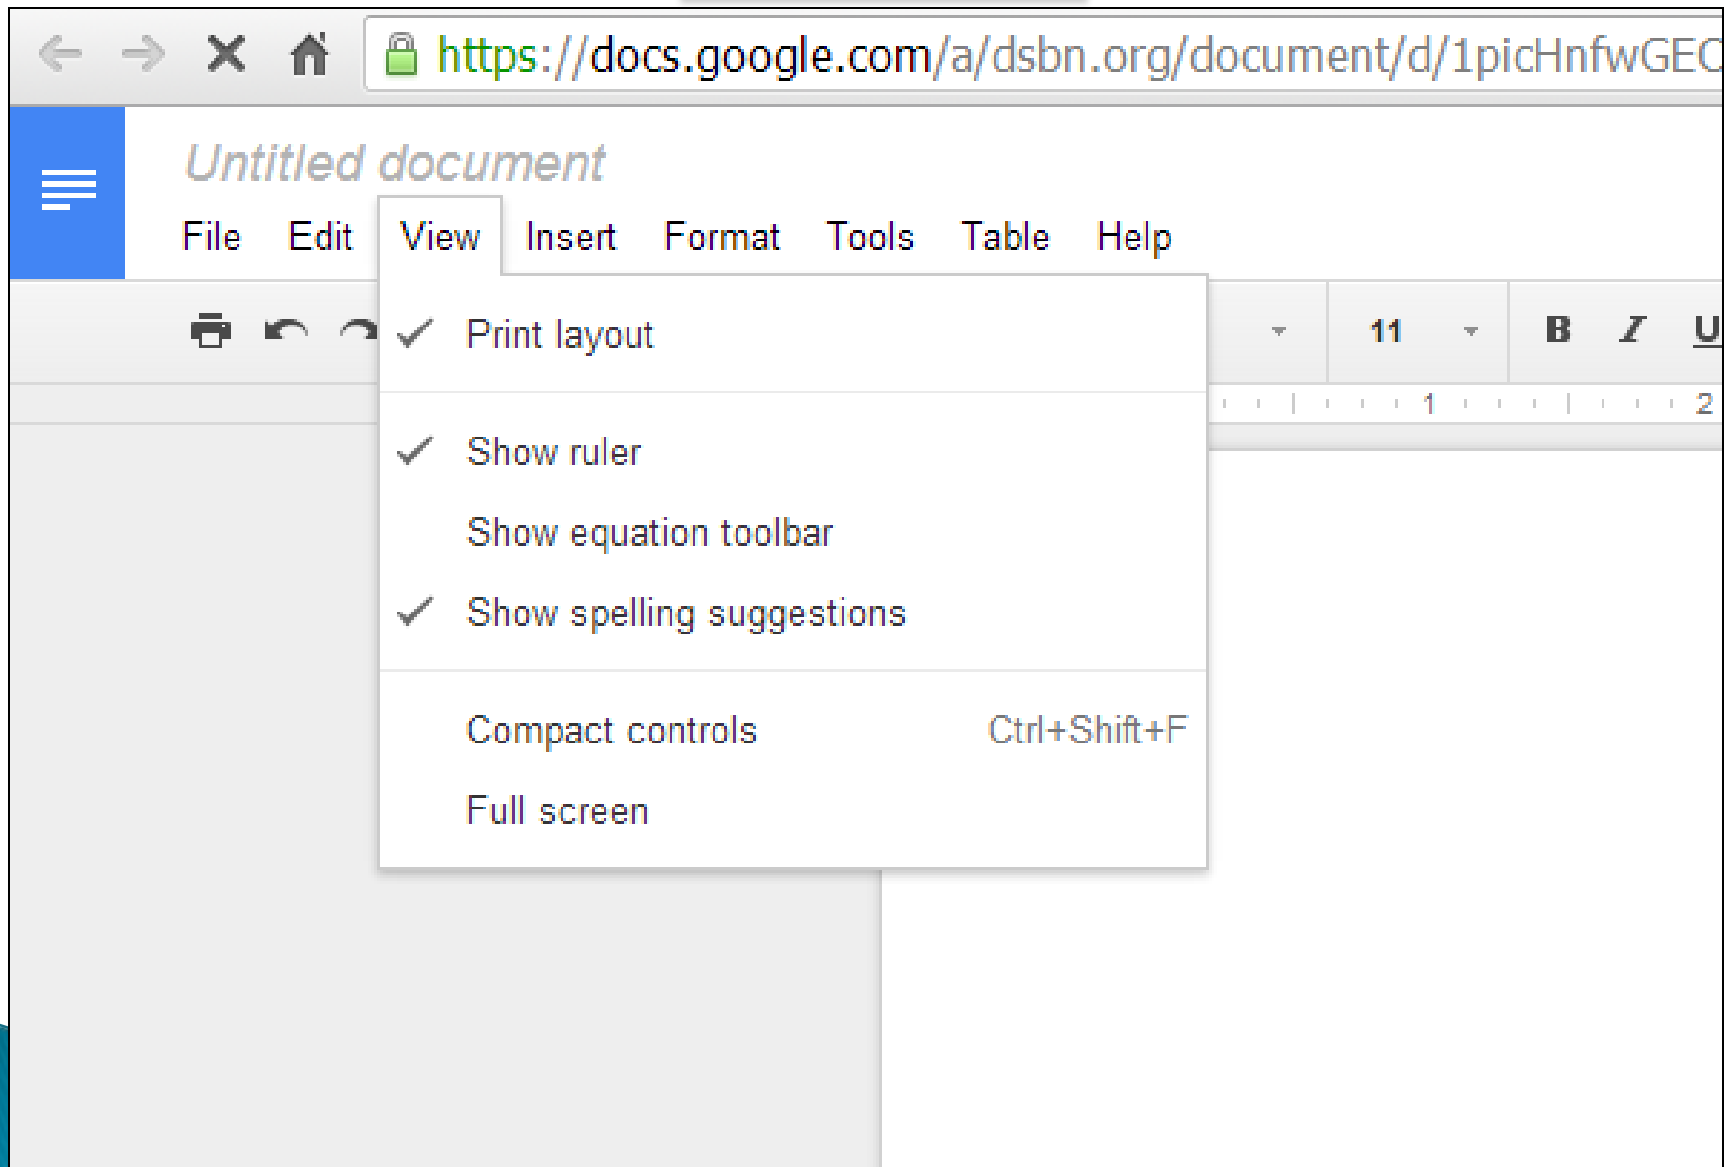 https://docs.google.com/a/dsbn.org/document/d/1picHnfwGEC
Untitled document
File Edit View Insert Format Tools Table Help
Print layout 11 B I U
1 2
Show ruler
Show equation toolbar
Show spelling suggestions
Compact controls Ctrl+Shift+F
Full screen